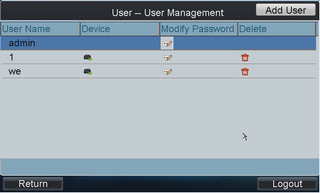 User -- User Management
Add User
User Name Device Modify Password Delete
admin
1
we
Return
Logout